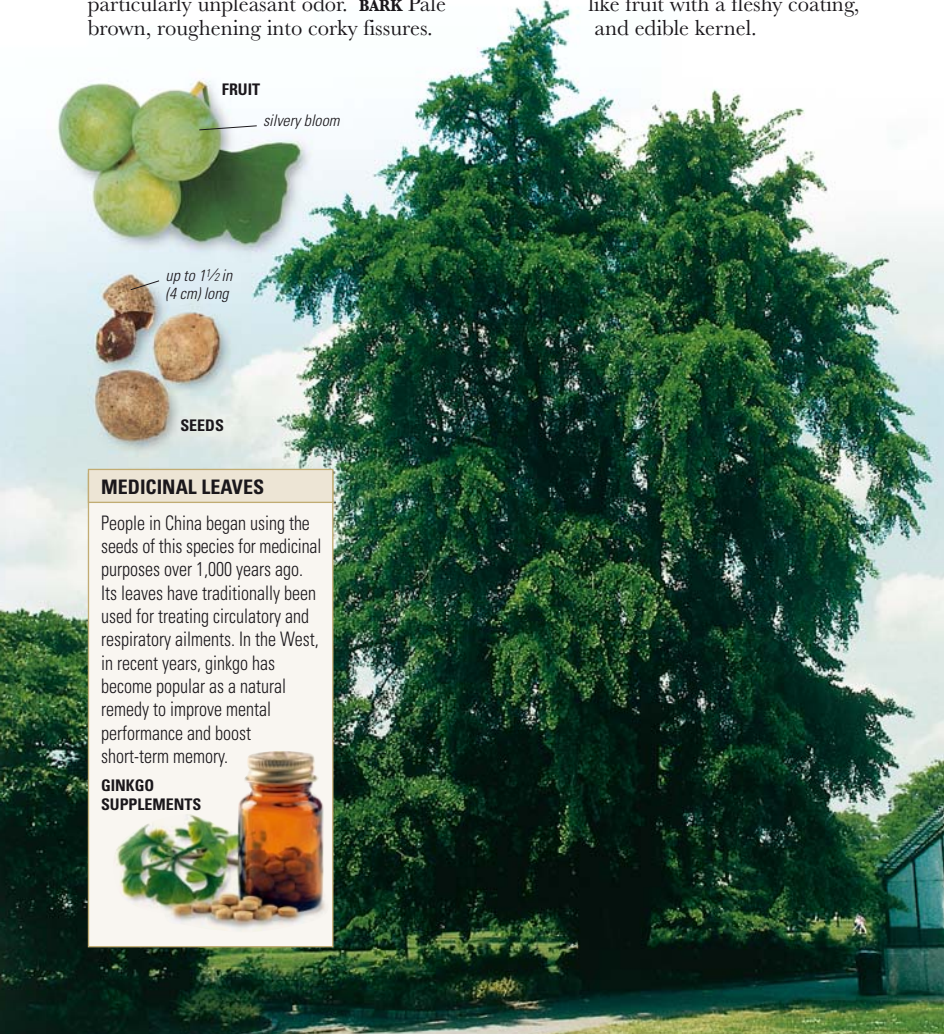 particularly unpleasant odor. BARK Pale
brown, roughening into corky fissures.
like fruit with a fleshy coating,
and edible kernel.
FRUIT
silvery bloom
up to 1½ in
(4 cm) long
SEEDS
MEDICINAL LEAVES
People in China began using the
seeds of this species for medicinal
purposes over 1,000 years ago.
Its leaves have traditionally been
used for treating circulatory and
respiratory ailments. In the West,
in recent years, ginkgo has
become popular as a natural
remedy to improve mental
performance and boost
short-term memory.
GINKGO
SUPPLEMENTS